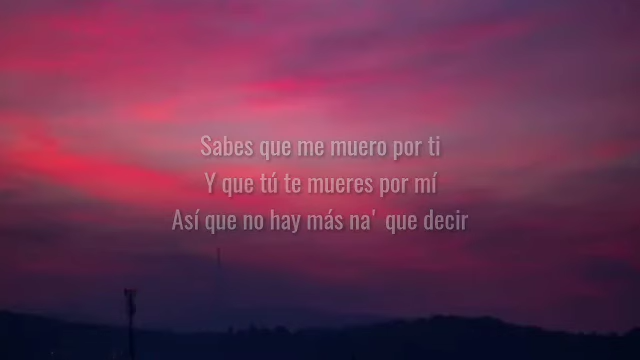 Sabes que me muero por ti
Y que tú te mueres por mí
Así que no hay más na' que decir